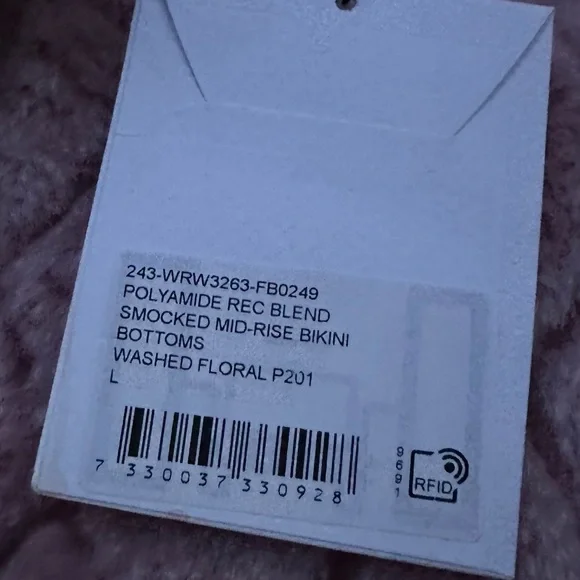 243-WRW3263-FB0249
POLYAMIDE REC BLEND
SMOCKED MID-RISE BIKINI
BOTTOMS
WASHED FLORAL P201
L
7 330037 330928
9691
RFID